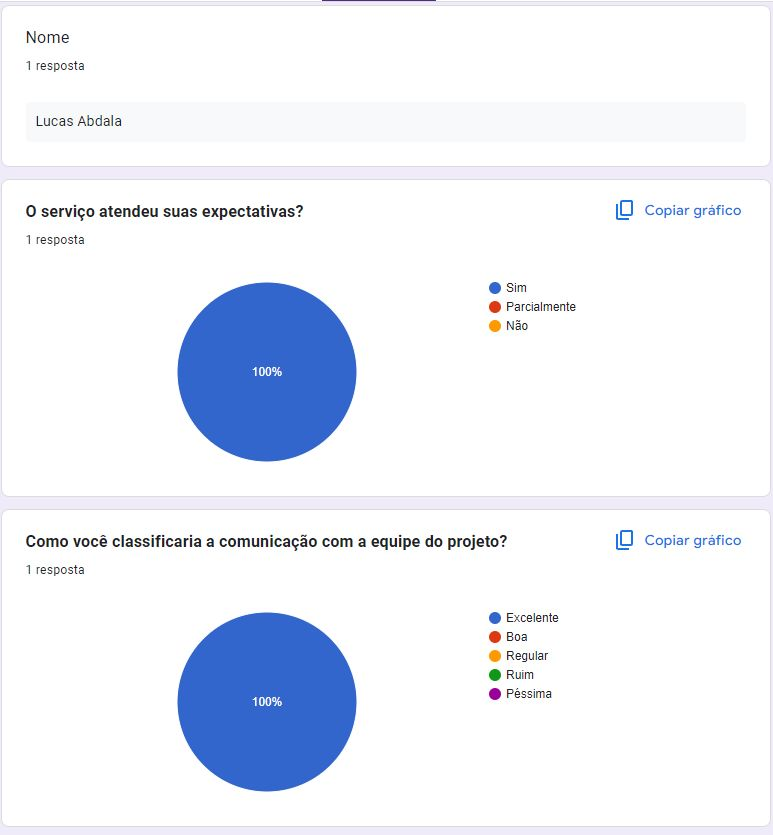 Nome
1 resposta
Lucas Abdala
O serviço atendeu suas expectativas?
Copiar gráfico
1 resposta
100%
Sim
Parcialmente
Não
Como você classificaria a comunicação com a equipe do projeto?
Copiar gráfico
1 resposta
100%
Excelente
Boa
Regular
Ruim
Péssima